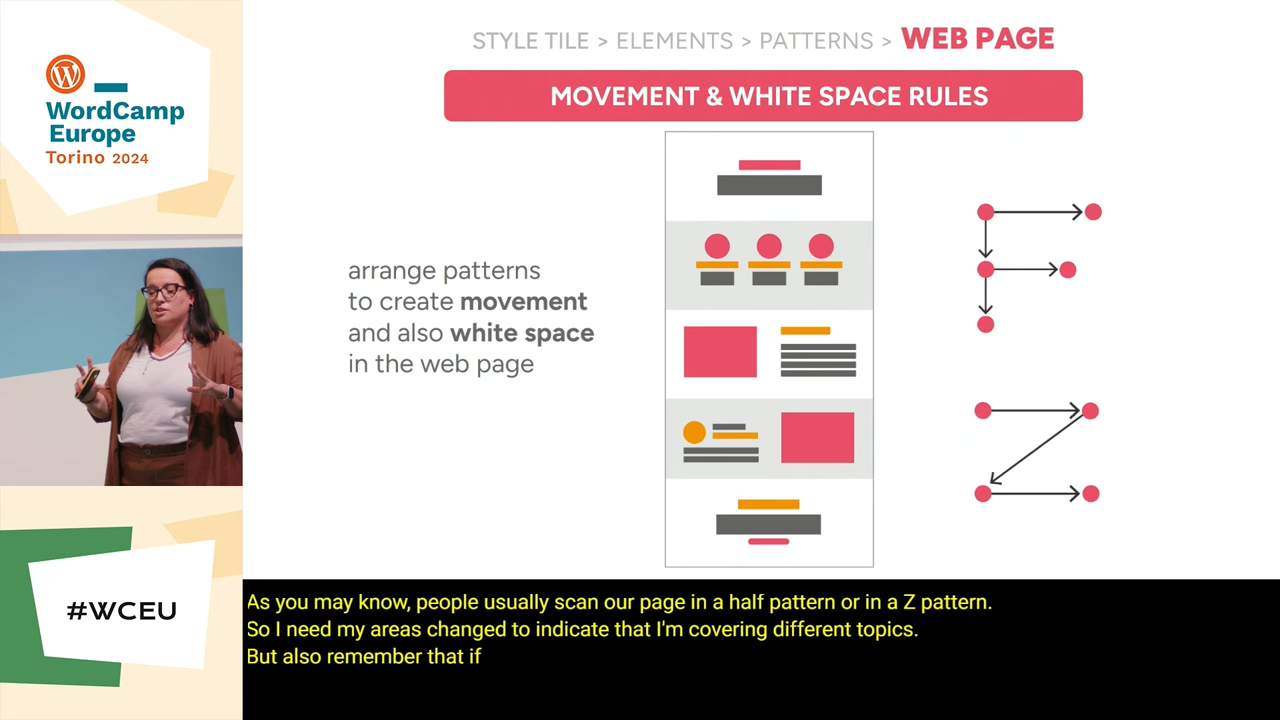 WordCamp
Europe
Torino 2024
#WCEU
STYLE TILE > ELEMENTS > PATTERNS > WEB PAGE
MOVEMENT & WHITE SPACE RULES
arrange patterns
to create movement
and also white space
in the web page
As you may know, people usually scan our page in a half pattern or in a Z pattern.
So I need my areas changed to indicate that I'm covering different topics.
But also remember that if